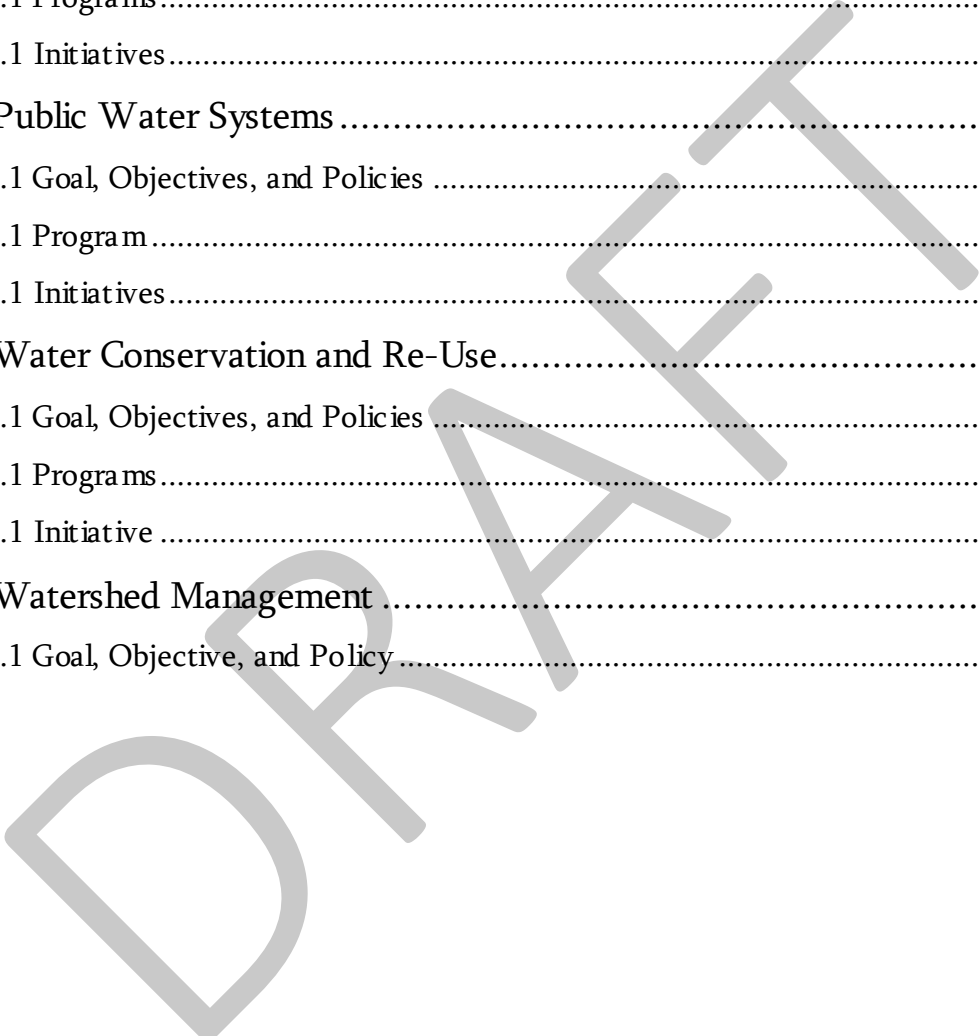 .1 Programs....................
.1 Initiatives....................
Public Water Systems....................
.1 Goal, Objectives, and Policies ....................
.1 Program....................
.1 Initiatives....................
Water Conservation and Re-Use....................
.1 Goal, Objectives, and Policies ....................
.1 Programs....................
.1 Initiative ....................
Watershed Management ....................
.1 Goal, Objective, and Policy....................
DRAFT